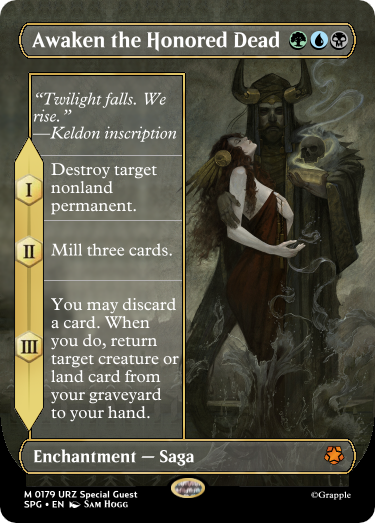 Awaken the Honored Dead
“Twilight falls. We
rise.”
—Keldon inscription
I
Destroy target
nonland
permanent.
II
Mill three cards.
III
You may discard
a card. When
you do, return
target creature or
land card from
your graveyard
to your hand.
Enchantment — Saga
M 0179 URZ Special Guest
SPG • EN Sam Hogg
©Grapple